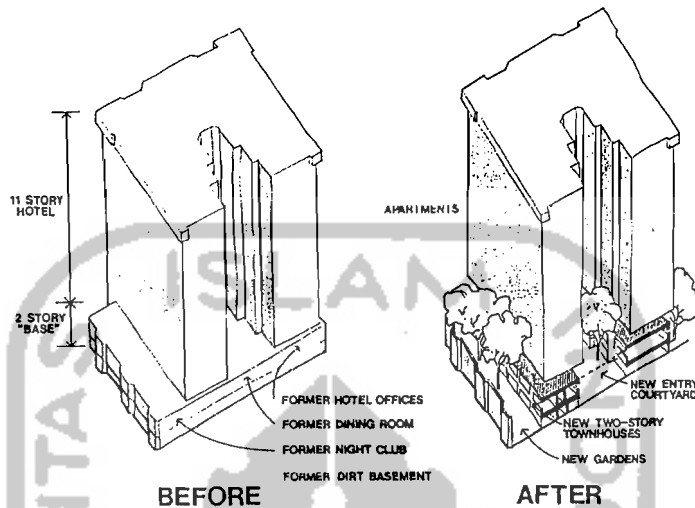 11 STORY
HOTEL
2 STORY
"BASE"
FORMER HOTEL OFFICES
FORMER DINING ROOM
FORMER NIGHT CLUB
FORMER DIRT BASEMENT
BEFORE
APARTMENTS
NEW ENTRY
COURTYARD
NEW TWO-STORY
TOWNHOUSES
NEW GARDENS
AFTER
ISLAM